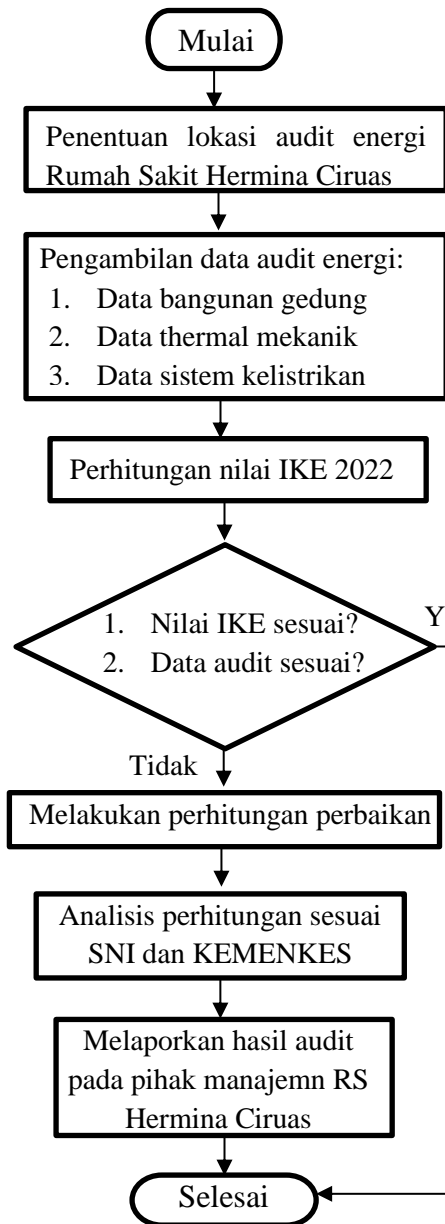 Mulai
Penentuan lokasi audit energi
Rumah Sakit Hermina Ciruas
Pengambilan data audit energi:
1. Data bangunan gedung
2. Data thermal mekanik
3. Data sistem kelistrikan
Perhitungan nilai IKE 2022
1. Nilai IKE sesuai?
2. Data audit sesuai?
Y
Tidak
Melakukan perhitungan perbaikan
Analisis perhitungan sesuai
SNI dan KEMENKES
Melaporkan hasil audit
pada pihak manajemn RS
Hermina Ciruas
Selesai